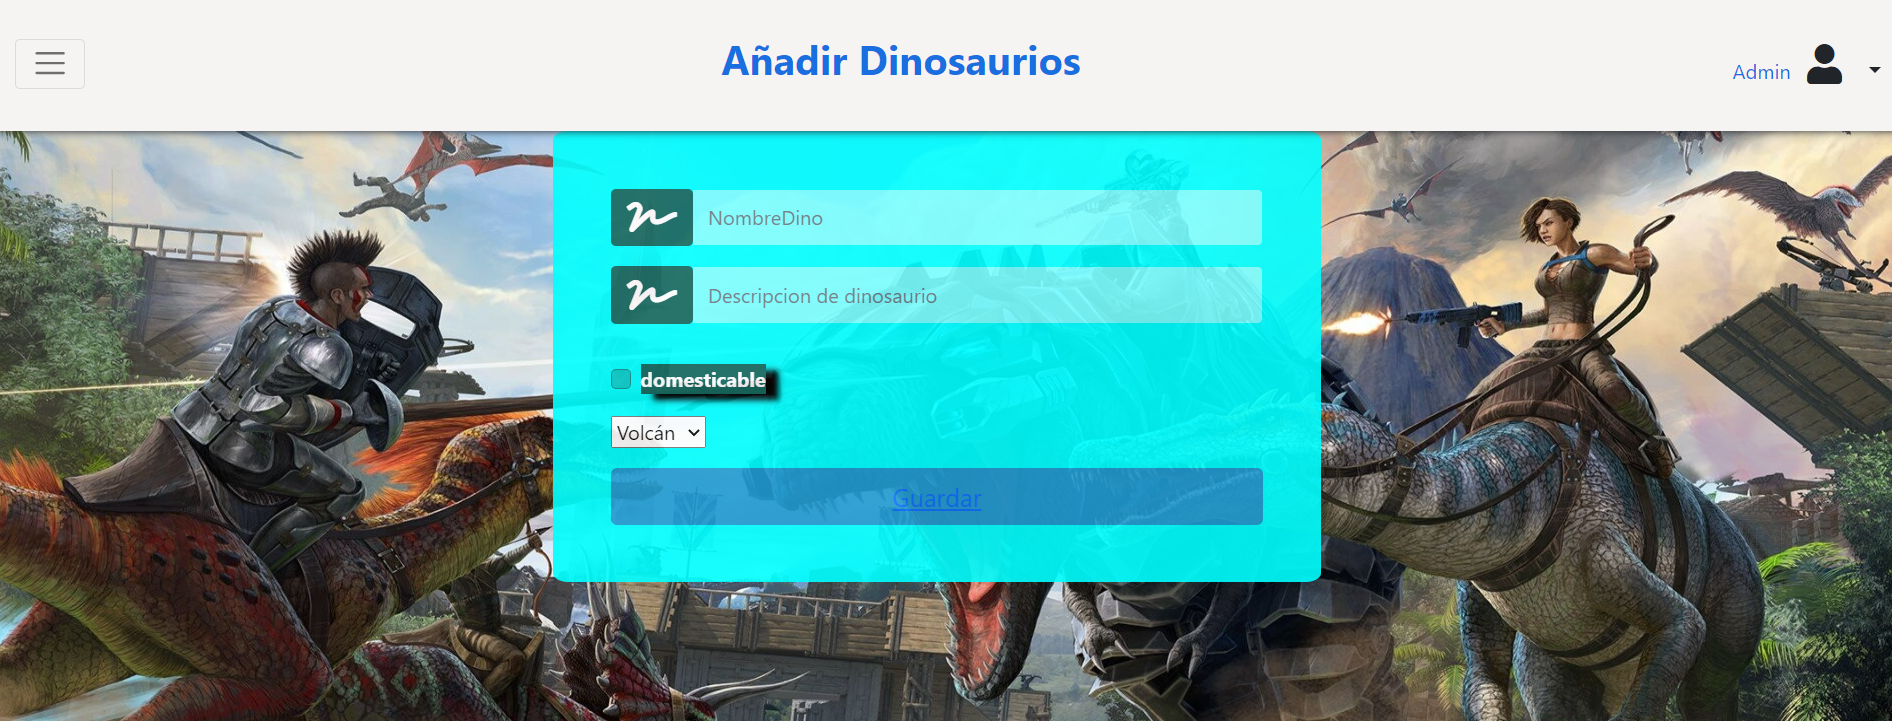 Añadir Dinosaurios
Admin
NombreDino
Descripcion de dinosaurio
domesticable
Volcán
Guardar